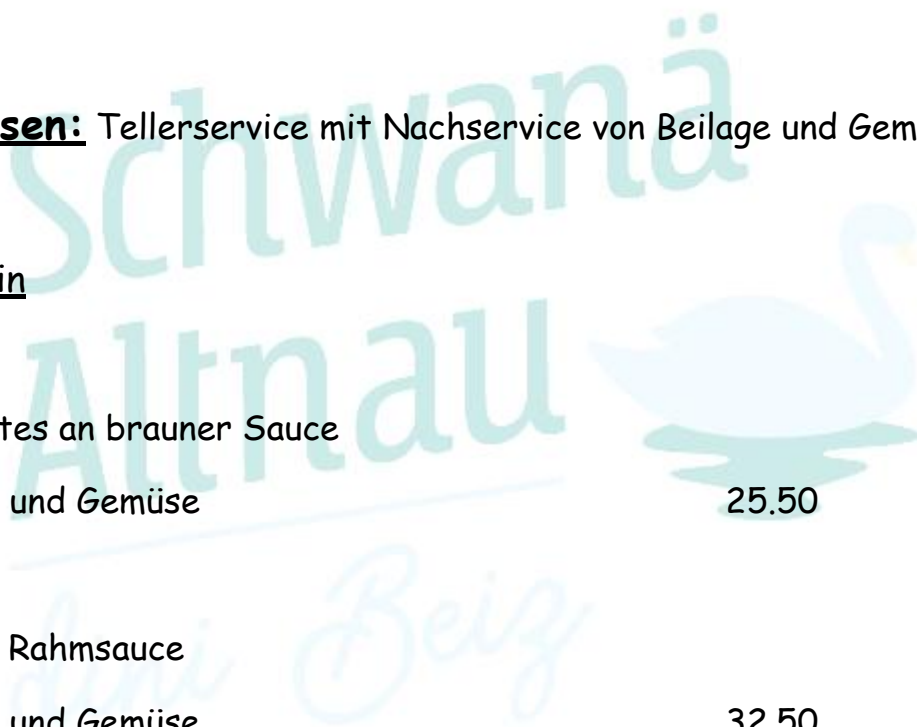 sen: Tellerservice mit Nachservice von Beilage und Gem
in
tes an brauner Sauce
und Gemüse 25.50
Rahmsauce
und Gemüse 32.50
Schwanä
Altnau
dini Beiz